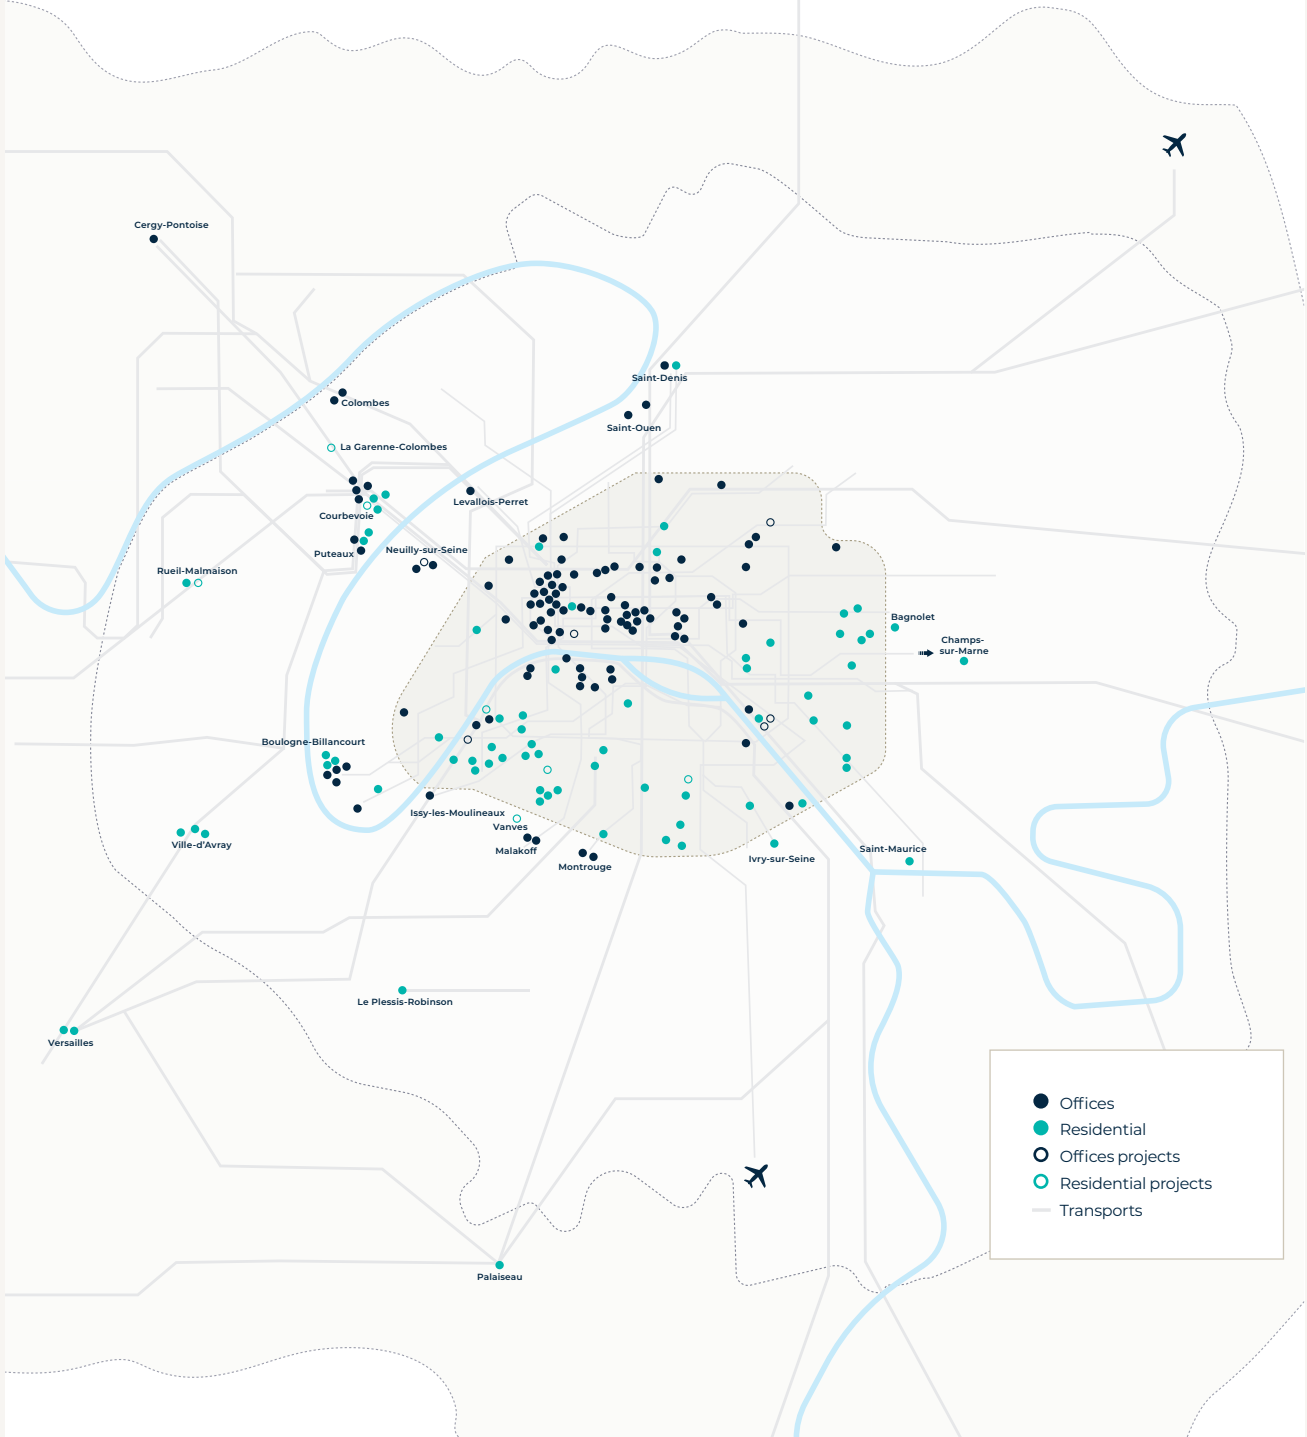 Cergy-Pontoise
Saint-Denis
Colombes
Saint-Ouen
La Garenne-Colombes
Levallois-Perret
Courbevoie
Neuilly-sur-Seine
Puteaux
Rueil-Malmaison
Bagnolet
Champs-
sur-Marne
Boulogne-Billancourt
Issy-les-Moulineaux
Vanves
Ville-d'Avray
Malakoff
Saint-Maurice
Ivry-sur-Seine
Montrouge
Le Plessis-Robinson
Versailles
Offices
Residential
Offices projects
Residential projects
Transports
Palaiseau